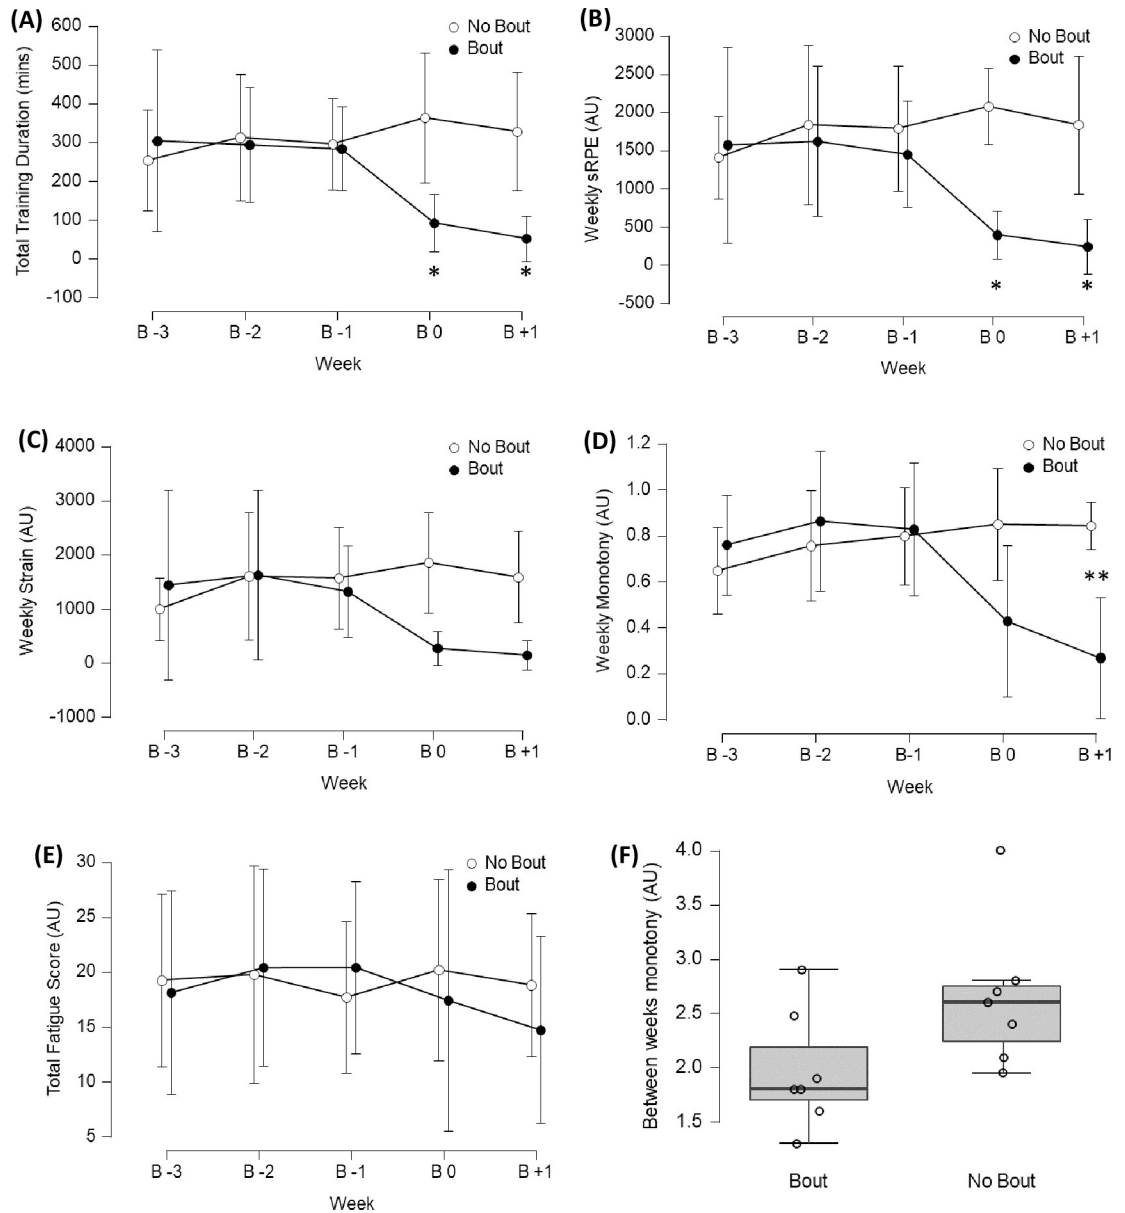 (A)
Total Training Duration (mins)
600
500
400
300
200
100
0
-100
No Bout
Bout
*
*
B -3
B -2
B -1
B 0
B +1
Week
(B)
Weekly sRPE (AU)
3000
2500
2000
1500
1000
500
0
-500
No Bout
Bout
*
*
B -3
B -2
B -1
B 0
B +1
Week
(C)
Weekly Strain (AU)
4000
3000
2000
1000
0
-1000
No Bout
Bout
B -3
B -2
B -1
B 0
B +1
Week
(D)
Weekly Monotony (AU)
1.2
1.0
0.8
0.6
0.4
0.2
0.0
No Bout
Bout
**
B -3
B -2
B-1
B 0
B +1
Week
(E)
Total Fatigue Score (AU)
30
25
20
15
10
5
No Bout
Bout
B -3
B -2
B -1
B 0
B +1
Week
(F)
Between weeks monotony (AU)
4.0
3.5
3.0
2.5
2.0
1.5
Bout
No Bout